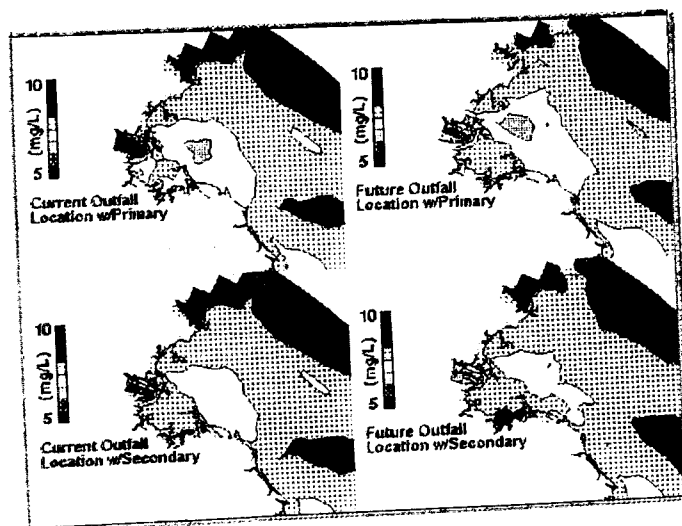 10
(mg/L)
5
Current Outfall
Location w/Primary
10
(mg/L)
5
Future Outfall
Location w/Primary
10
(mg/L)
5
Current Outfall
Location w/Secondary
10
(mg/L)
5
Future Outfall
Location w/Secondary